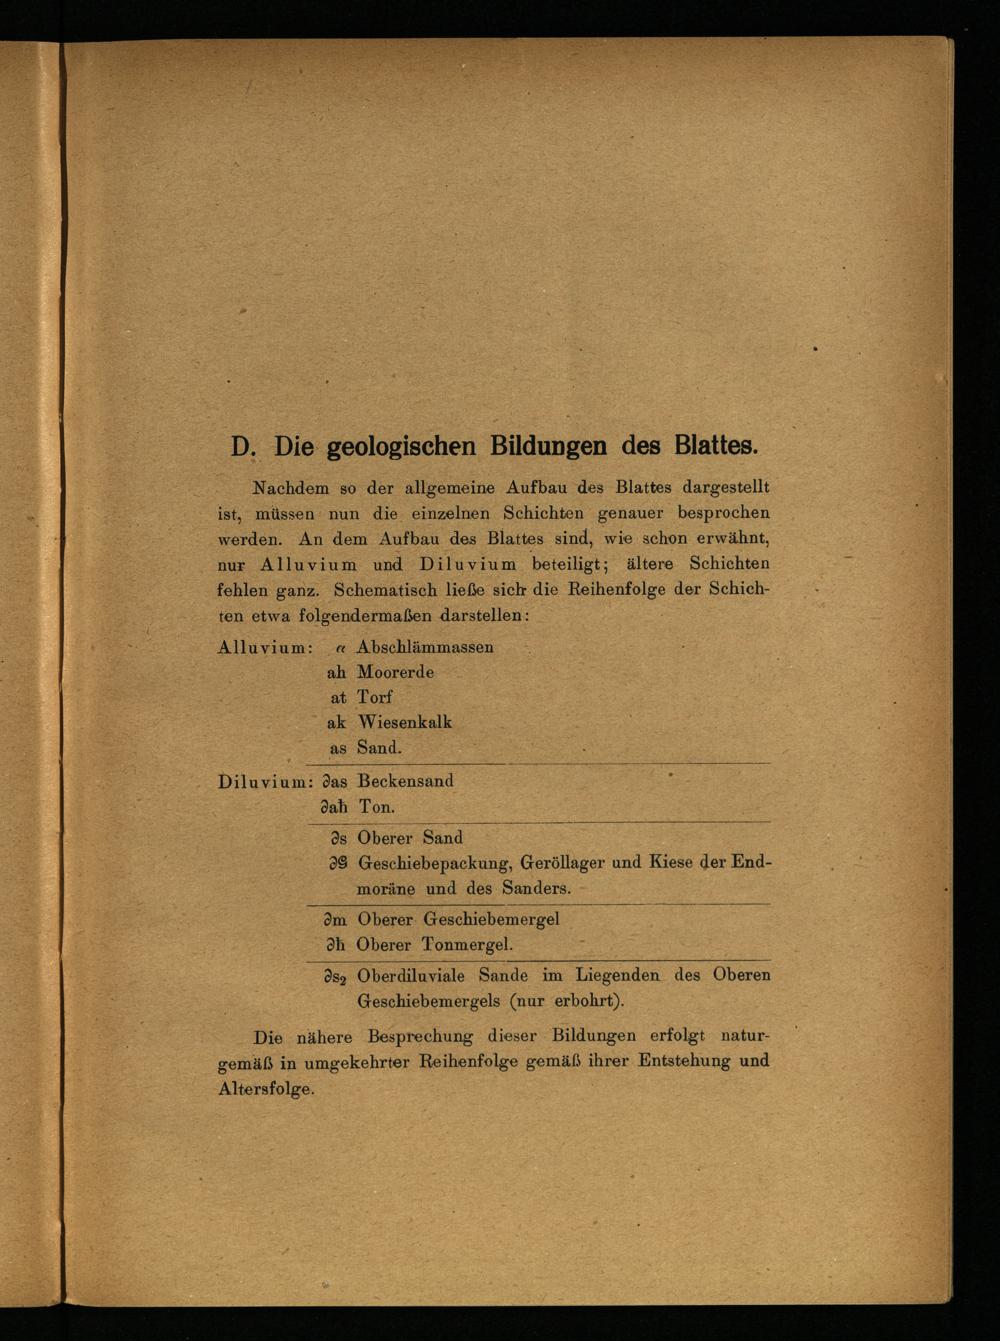 D. Die geologischen Bildungen des Blattes.
Nachdem so der allgemeine Aufbau des Blattes dargestellt
ist, müssen nun die einzelnen Schichten genauer besprochen
werden. An dem Aufbau des Blattes sind, wie schon erwähnt,
nur Alluvium und Diluvium beteiligt; ältere Schichten
fehlen ganz. Schematisch ließe sich die Reihenfolge der Schich-
ten etwa folgendermaßen darstellen:
Alluvium: α Abschlämmassen
ah Moorerde
at Torf
ak Wiesenkalk
as Sand.
Diluvium: ∂as Beckensand
∂ah Ton.
∂s Oberer Sand
∂G Geschiebepackung, Geröllager und Kiese der End-
moräne und des Sanders.
∂m Oberer Geschiebemergel
∂h Oberer Tonmergel.
∂s₂ Oberdiluviale Sande im Liegenden des Oberen
Geschiebemergels (nur erbohrt).
Die nähere Besprechung dieser Bildungen erfolgt natur-
gemäß in umgekehrter Reihenfolge gemäß ihrer Entstehung und
Altersfolge.